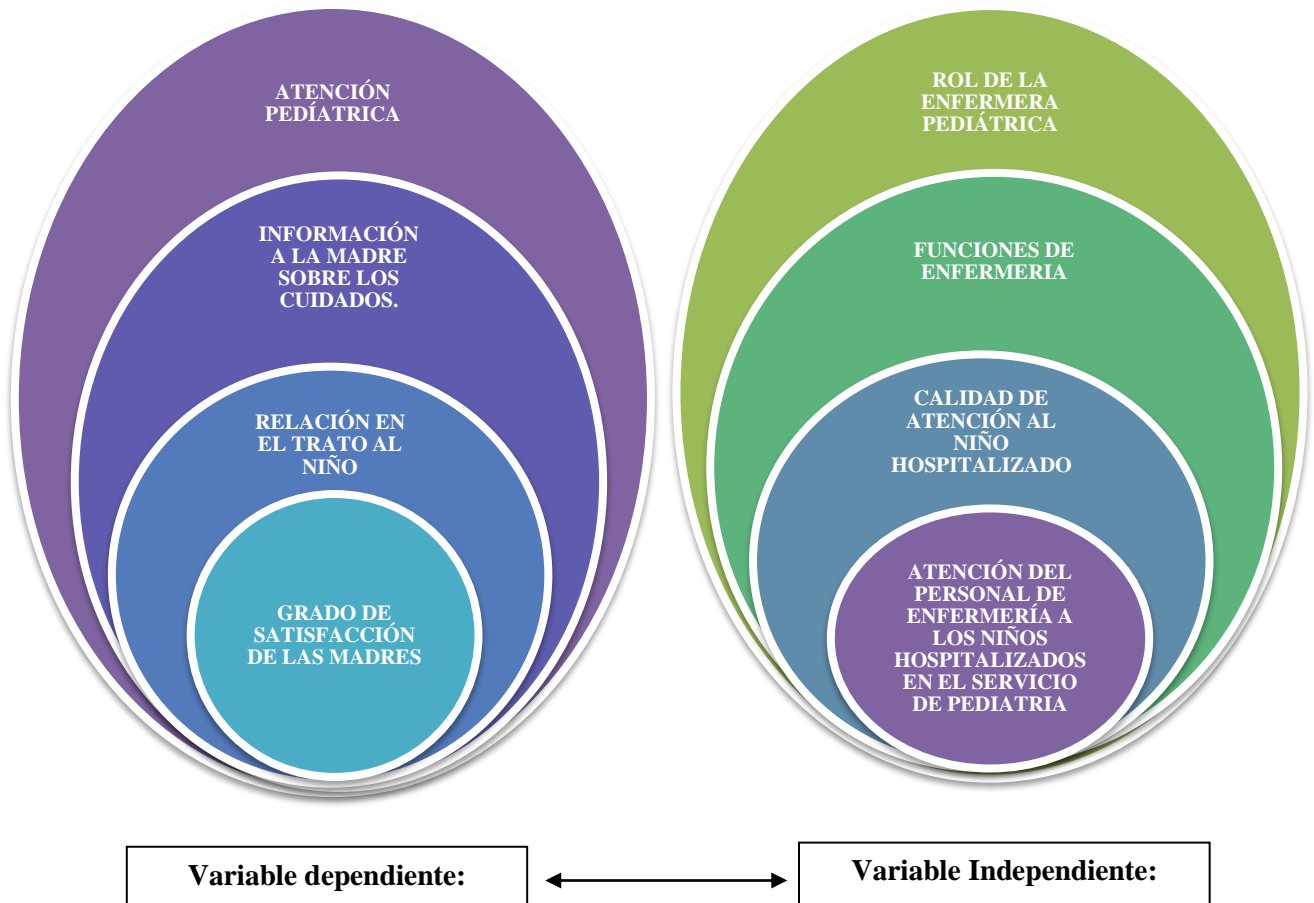 ATENCIÓN
PEDÍATRICA
INFORMACIÓN
A LA MADRE
SOBRE LOS
CUIDADOS.
RELACIÓN EN
EL TRATO AL
NIÑO
GRADO DE
SATISFACCIÓN
DE LAS MADRES
ROL DE LA
ENFERMERA
PEDIÁTRICA
FUNCIONES DE
ENFERMERIA
CALIDAD DE
ATENCIÓN AL
NIÑO
HOSPITALIZADO
ATENCIÓN DEL
PERSONAL DE
ENFERMERÍA A
LOS NIÑOS
HOSPITALIZADOS
EN EL SERVICIO
DE PEDIATRIA
Variable dependiente:
Variable Independiente: